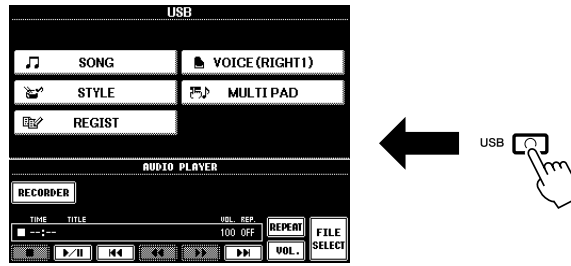 USB
SONG
VOICE(RIGHT1)
STYLE
MULTI PAD
REGIST
AUDIO PLAYER
RECORDER
TIME TITLE VOL. REP.
--:-- 100 OFF
REPEAT
FILE SELECT
VOL.
USB